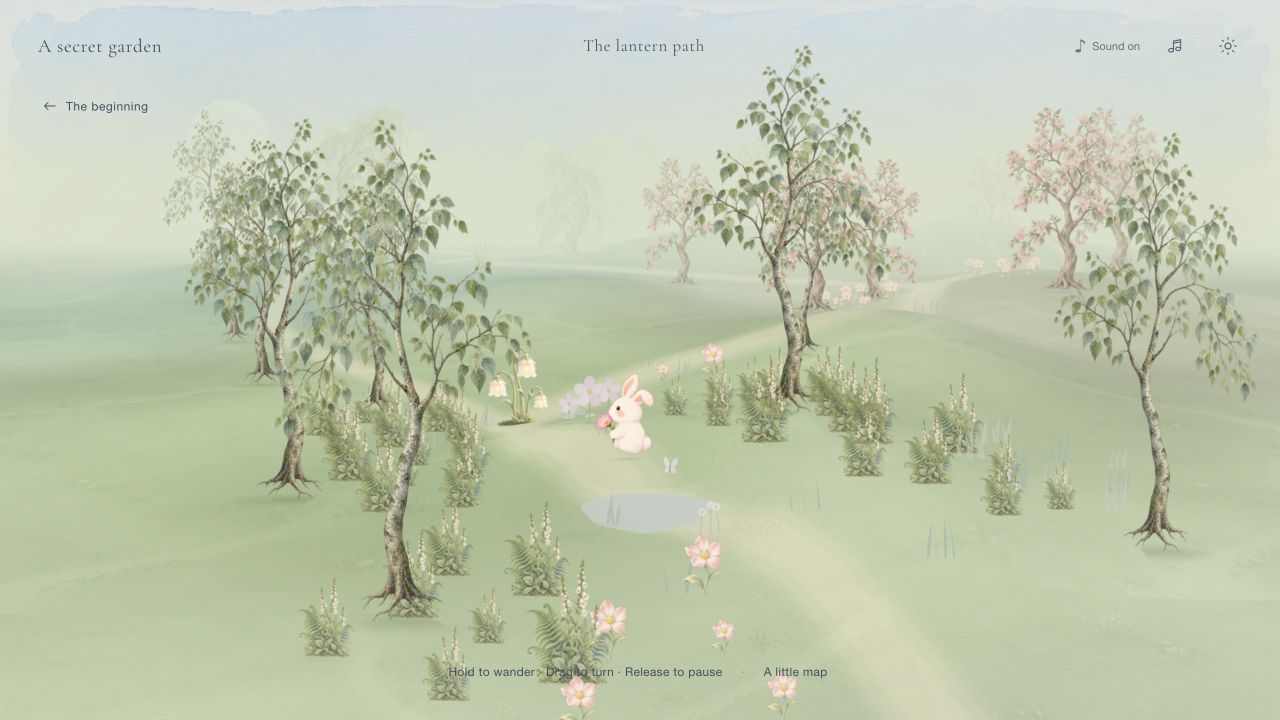 A secret garden
The lantern path
Sound on
The beginning
Hold to wander · Drag to turn · Release to pause · A little map